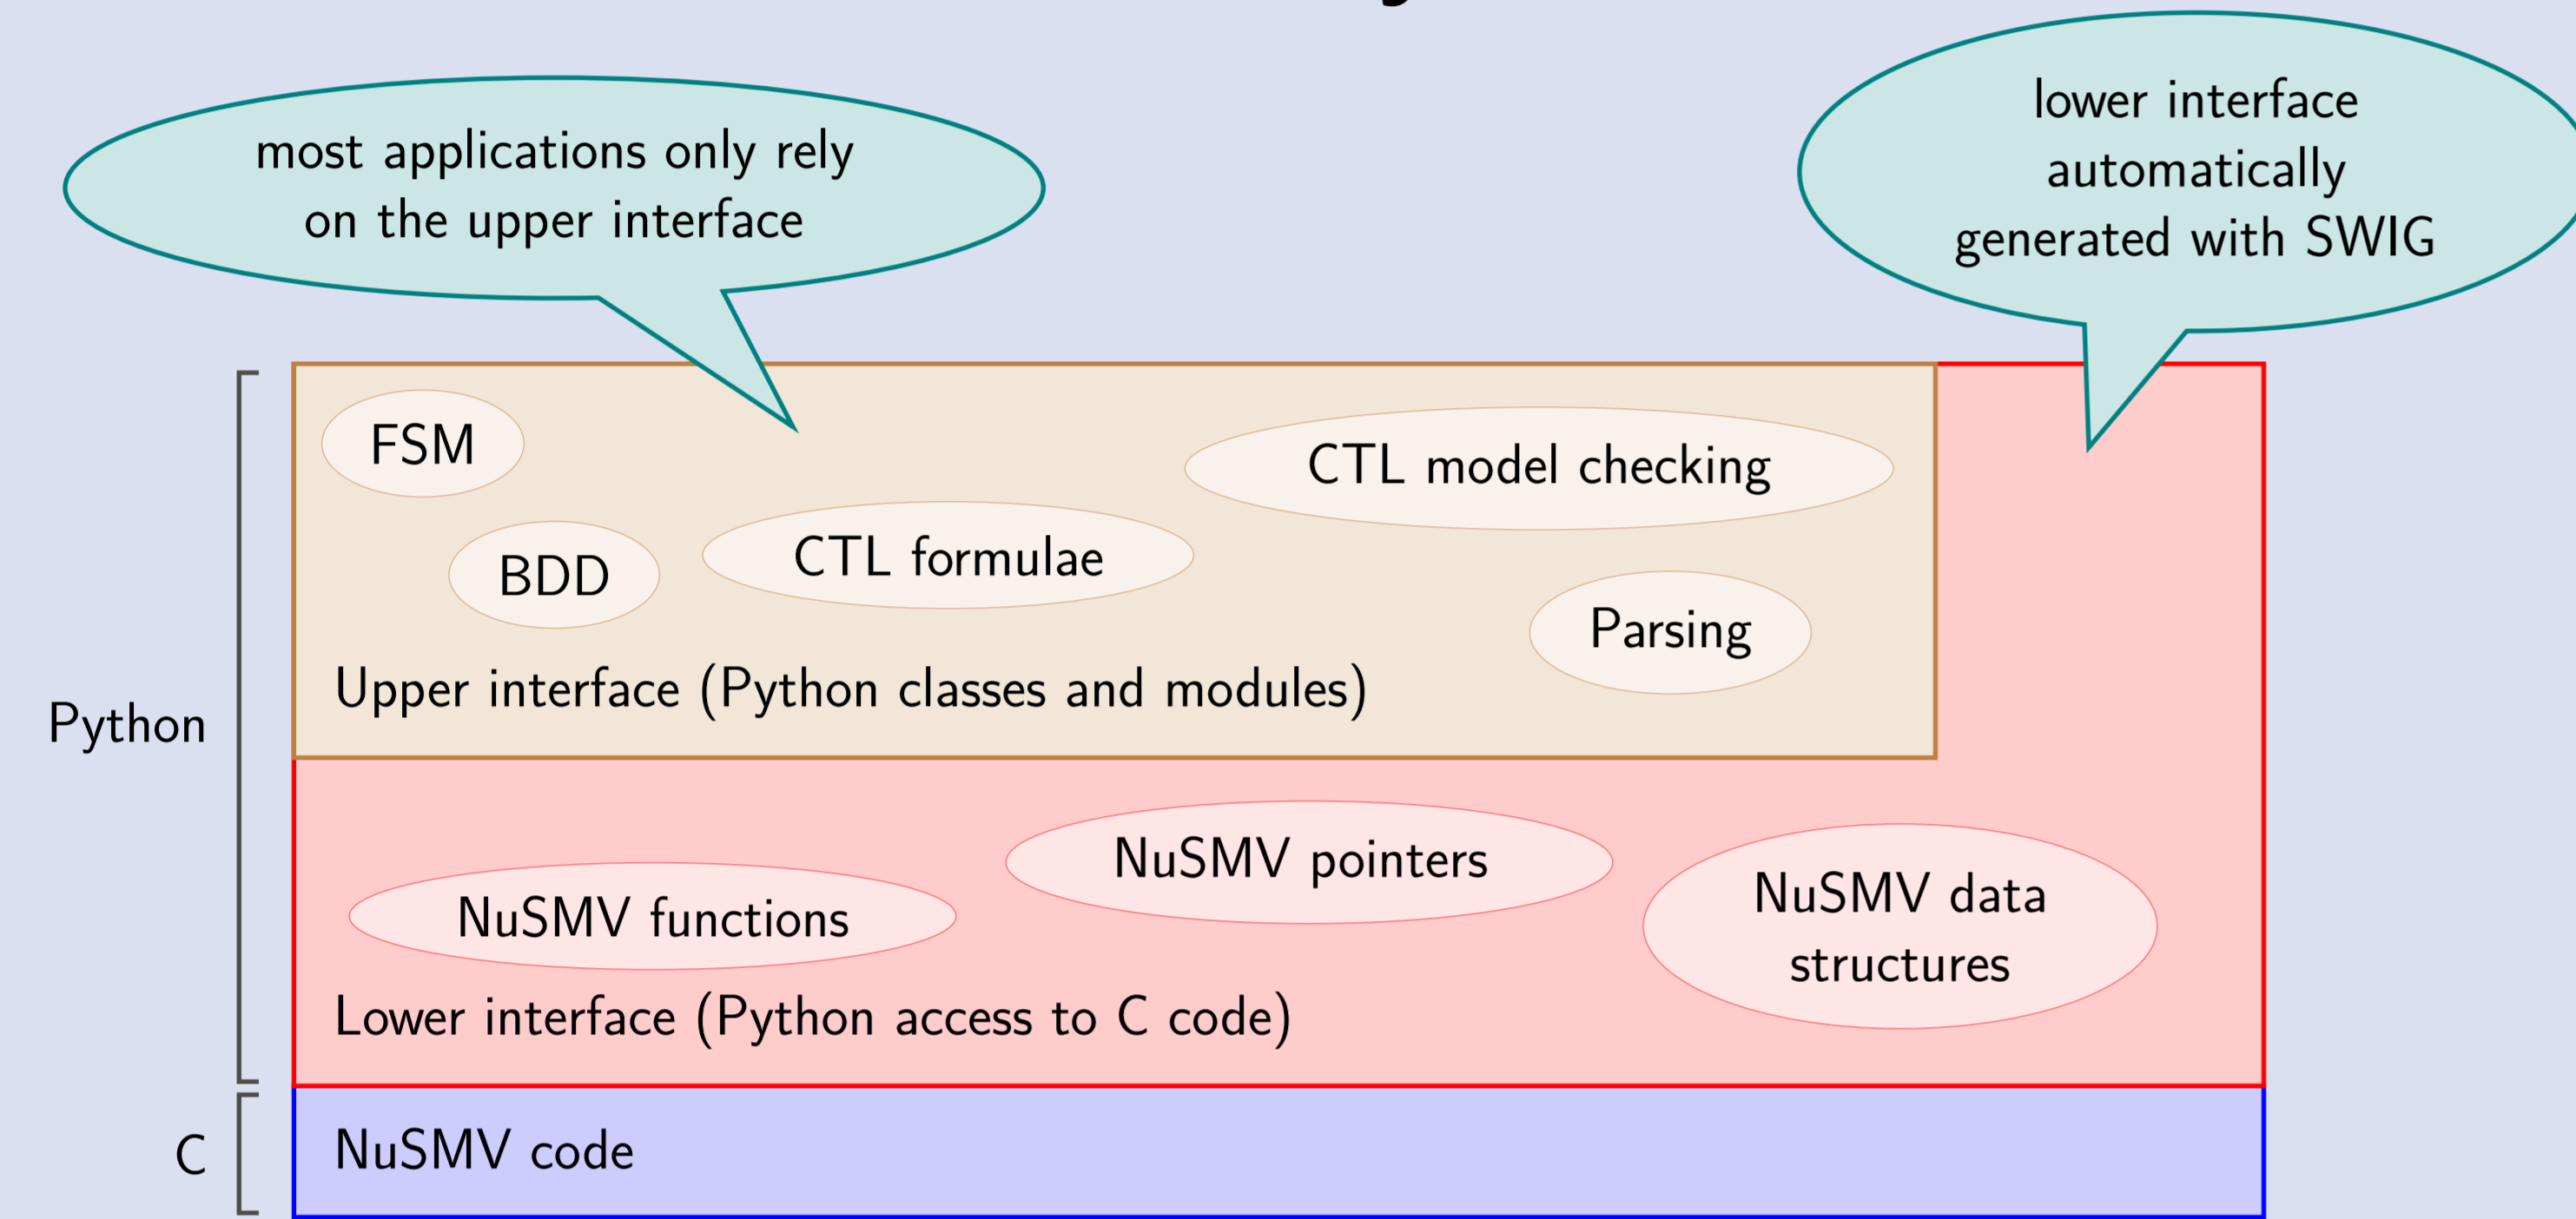 most applications only rely
on the upper interface
lower interface
automatically
generated with SWIG
FSM
CTL model checking
BDD
CTL formulae
Parsing
Upper interface (Python classes and modules)
Python
NuSMV pointers
NuSMV functions
NuSMV data
structures
Lower interface (Python access to C code)
C
NuSMV code